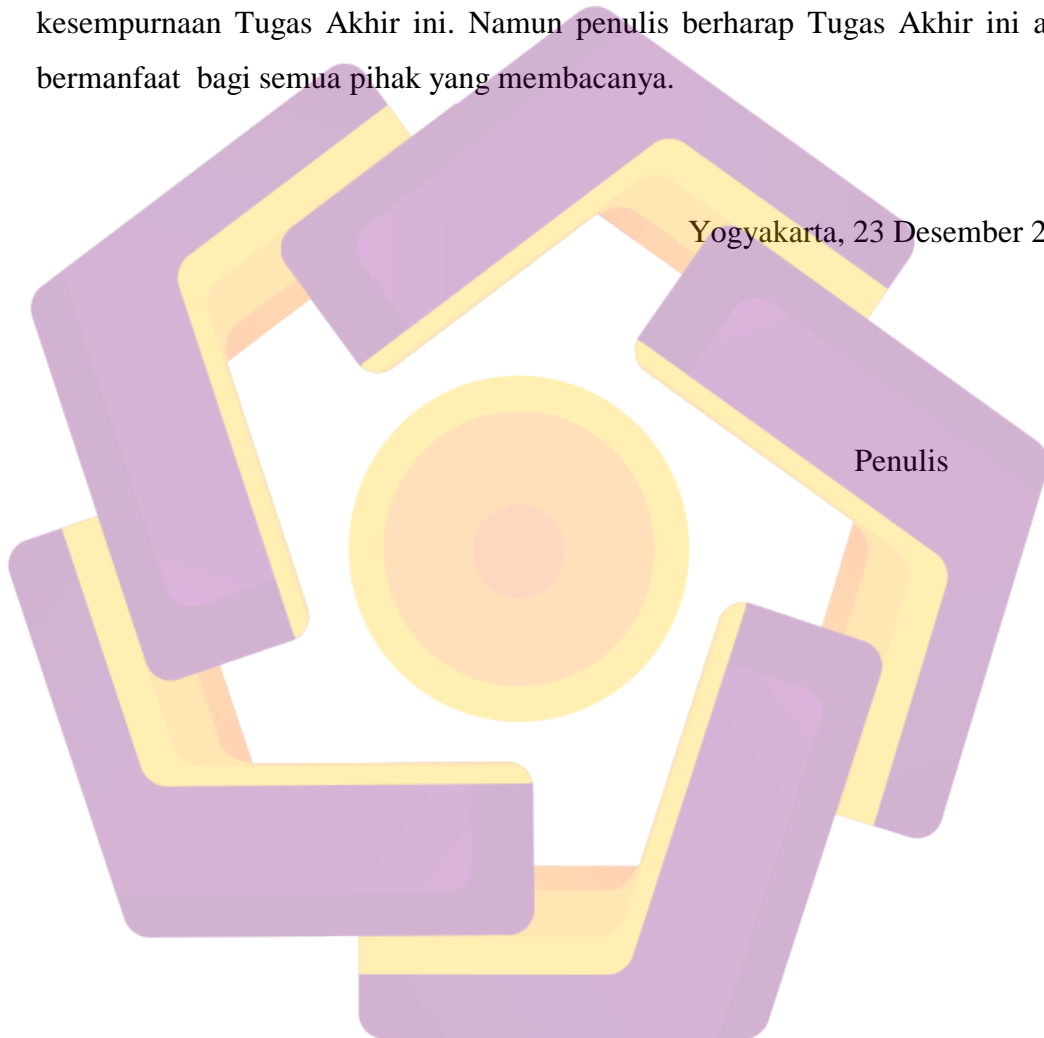 kesempurnaan Tugas Akhir ini. Namun penulis berharap Tugas Akhir ini a
bermanfaat bagi semua pihak yang membacanya.
Yogyakarta, 23 Desember 2
Penulis